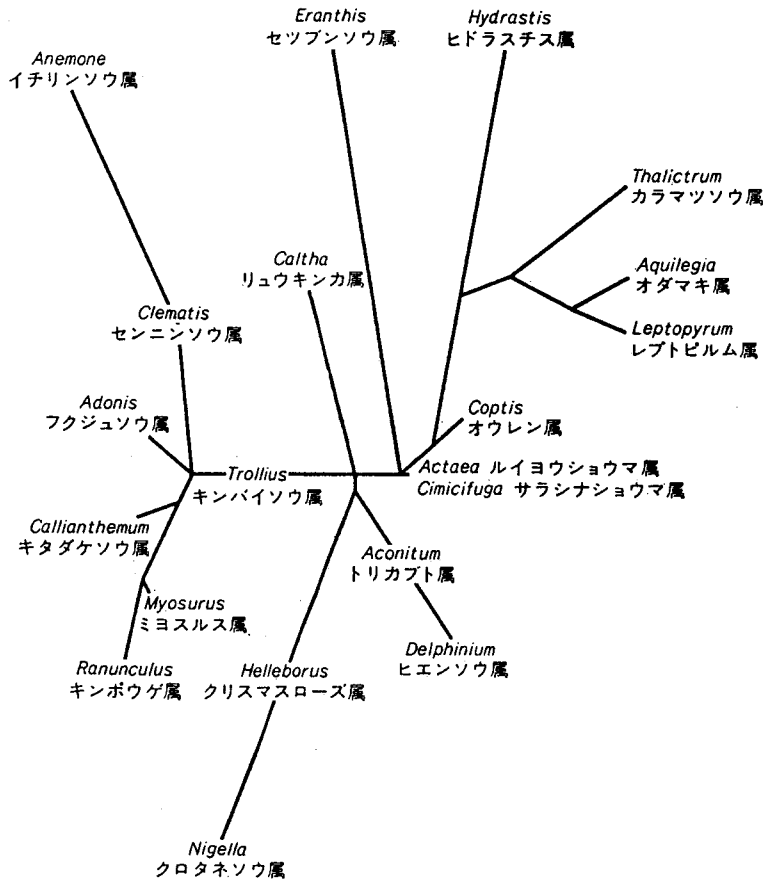 Eranthis
セツブンソウ属
Hydrastis
ヒドラスチス属
Anemone
イチリンソウ属
Thalictrum
カラマツソウ属
Caltha
リュウキンカ属
Aquilegia
オダマキ属
Clematis
センニンソウ属
Leptopyrum
レプトピルム属
Adonis
フクジュソウ属
Coptis
オウレン属
Trollius
キンバイソウ属
Actaea ルイヨウショウマ属
Cimicifuga サラシナショウマ属
Callianthemum
キタダケソウ属
Aconitum
トリカブト属
Myosurus
ミヨスルス属
Delphinium
ヒエンソウ属
Ranunculus
キンポウゲ属
Helleborus
クリスマスローズ属
Nigella
クロタネソウ属